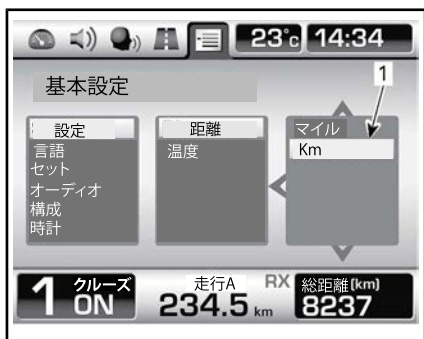 23°c 14:34
1
基本設定
設定
言語
セット
オーディオ
構成
時計
距離
温度
マイル
Km
1 クルーズ ON
走行A
234.5 km
RX
総距離(km)
8237